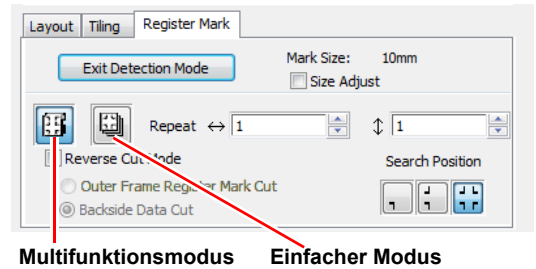 Layout Tiling Register Mark
Exit Detection Mode Mark Size: 10mm
Size Adjust
Repeat ↔ 1 ↕ 1
Reverse Cut Mode Search Position
Outer Frame Register Mark Cut
Backside Data Cut
Multifunktionsmodus Einfacher Modus